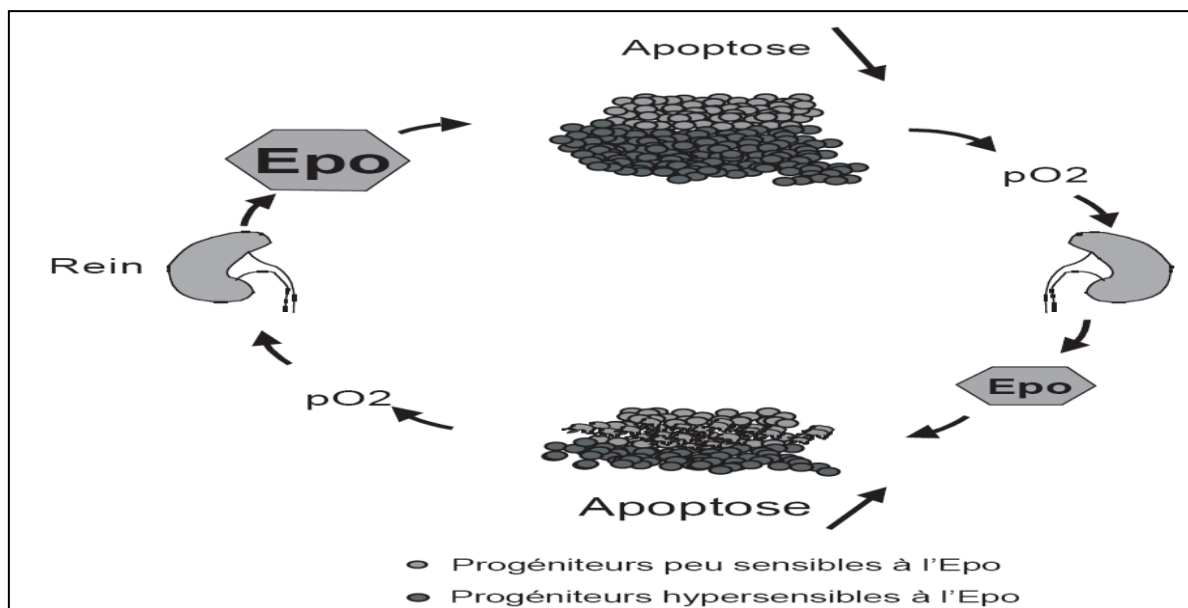 Apoptose
Epo
pO2
Rein
pO2
Epo
Apoptose
Progéniteurs peu sensibles à l'Epo
Progéniteurs hypersensibles à l'Epo